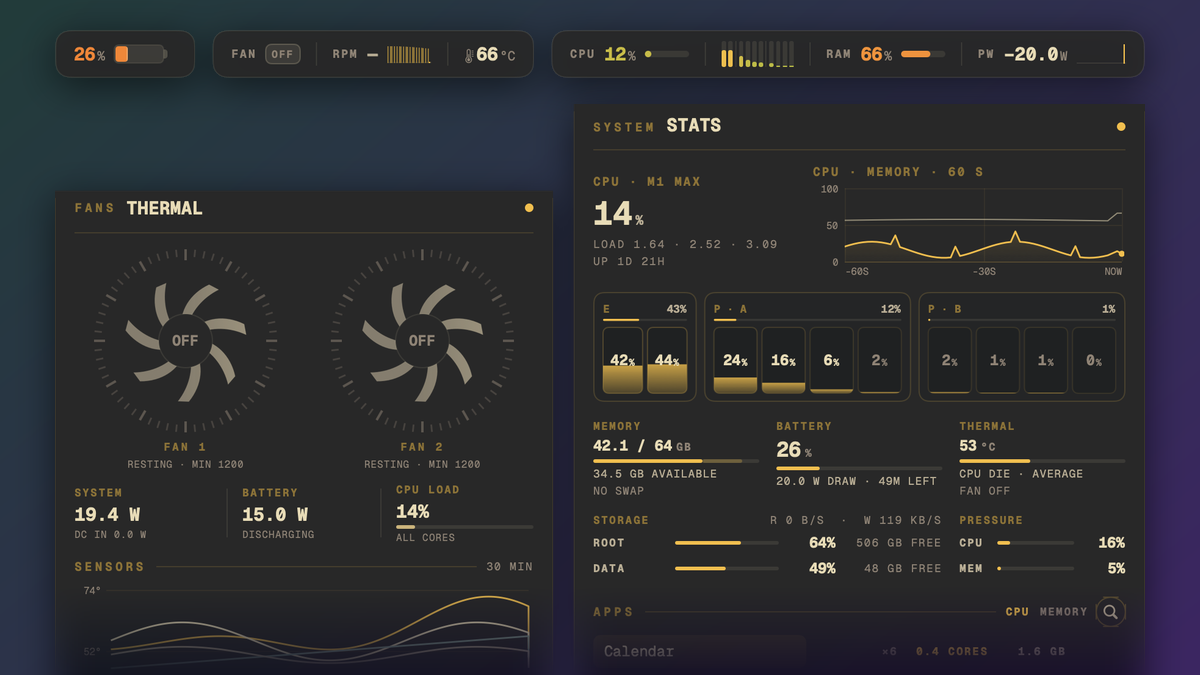 26%
FAN OFF RPM – 66°C
CPU 12% RAM 66% PW −20.0W
FANS THERMAL
OFF OFF
FAN 1 FAN 2
RESTING · MIN 1200 RESTING · MIN 1200
SYSTEM BATTERY CPU LOAD
19.4 W 15.0 W 14%
DC IN 0.0 W DISCHARGING ALL CORES
SENSORS 30 MIN
74°
52°
SYSTEM STATS
CPU · M1 MAX
14%
LOAD 1.64 · 2.52 · 3.09
UP 1D 21H
CPU · MEMORY · 60 S
100
50
0
-60S -30S NOW
E 43% P · A 12% P · B 1%
42% 44% 24% 16% 6% 2% 2% 1% 1% 0%
MEMORY BATTERY THERMAL
42.1 / 64 GB 26% 53 °C
34.5 GB AVAILABLE 20.0 W DRAW · 49M LEFT CPU DIE · AVERAGE
NO SWAP FAN OFF
STORAGE R 0 B/S · W 119 KB/S PRESSURE
ROOT 64% 506 GB FREE CPU 16%
DATA 49% 48 GB FREE MEM 5%
APPS CPU MEMORY
Calendar ×6 0.4 CORES 1.6 GB